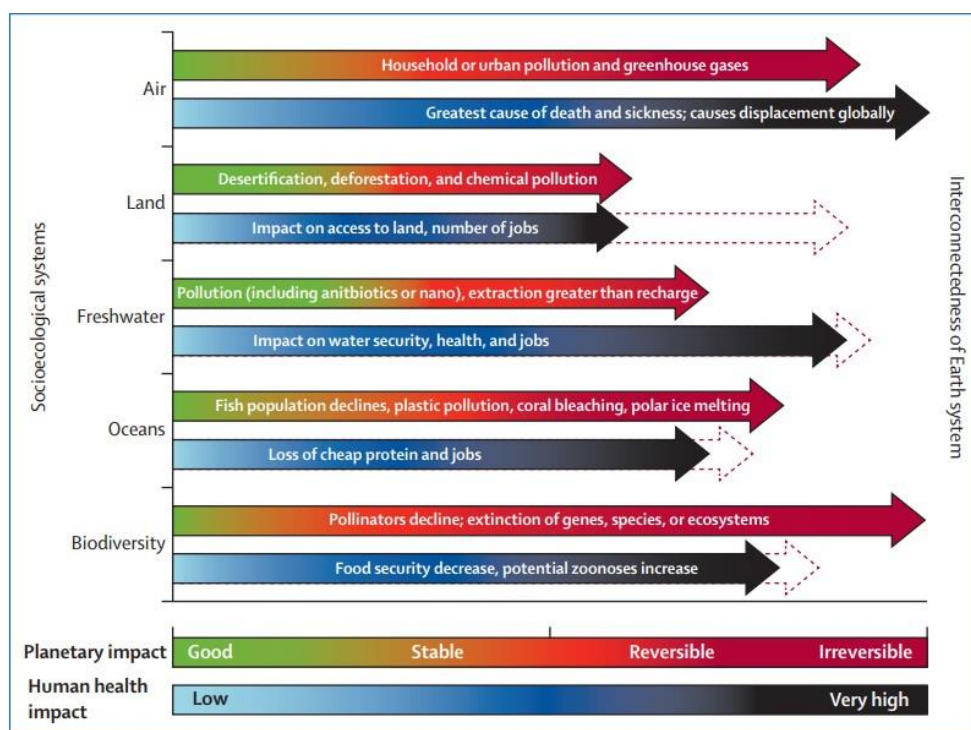 Household or urban pollution and greenhouse gases
Air
Greatest cause of death and sickness; causes displacement globally
Desertification, deforestation, and chemical pollution
Land
Impact on access to land, number of jobs
Pollution (including anitbiotics or nano), extraction greater than recharge
Freshwater
Impact on water security, health, and jobs
Fish population declines, plastic pollution, coral bleaching, polar ice melting
Oceans
Loss of cheap protein and jobs
Pollinators decline; extinction of genes, species, or ecosystems
Biodiversity
Food security decrease, potential zoonoses increase
Socioecological systems
Interconnectedness of Earth system
Planetary impact
Good
Stable
Reversible
Irreversible
Human health
impact
Low
Very high